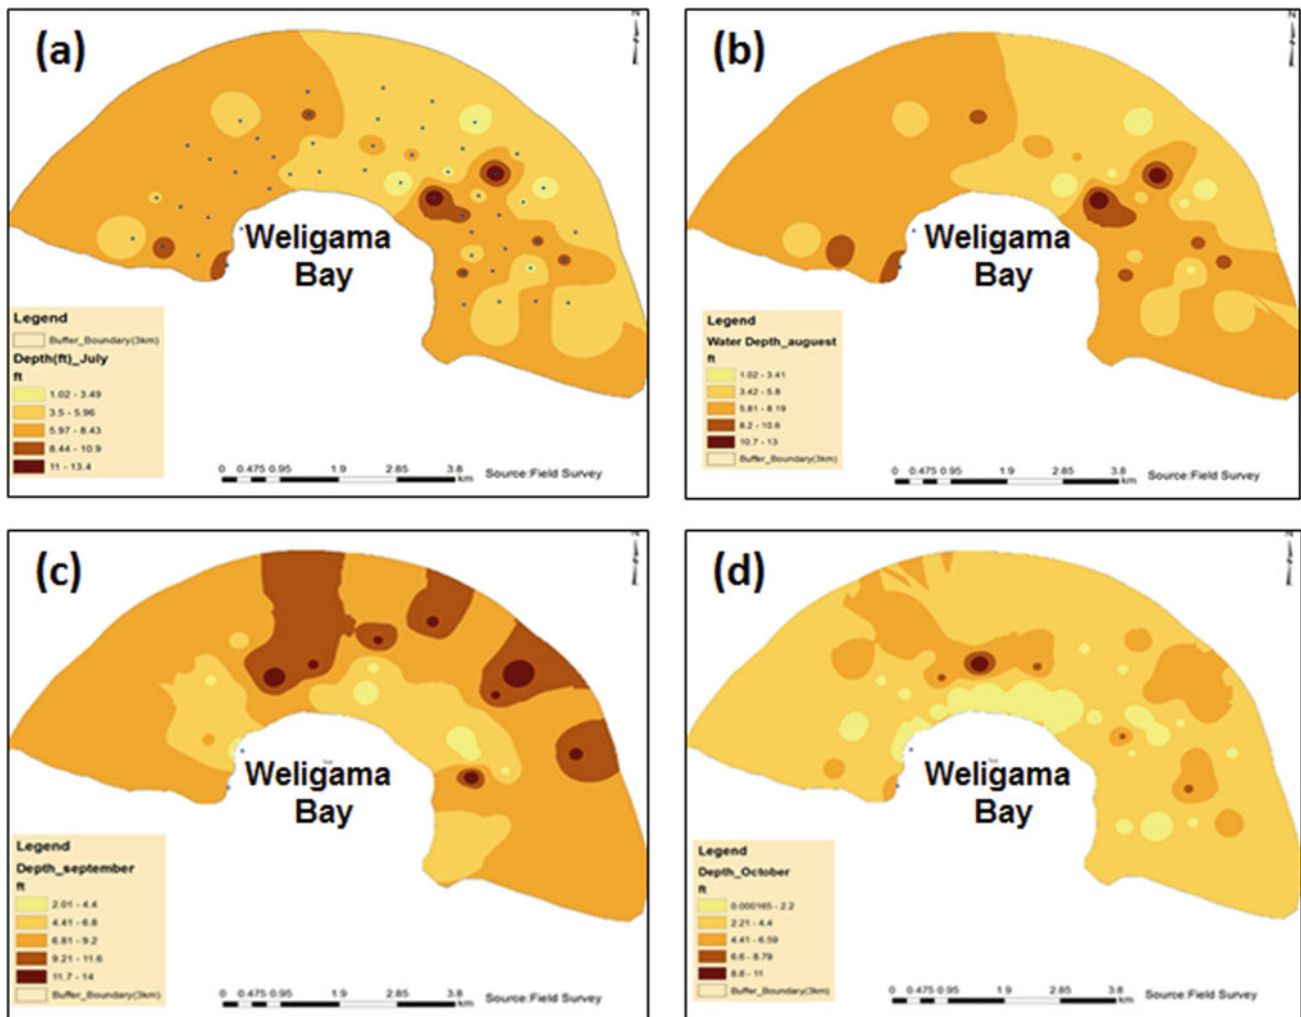 (a)
Weligama
Bay
Legend
Buffer_Boundary(3km)
Depth(ft)_July
ft
1.02 - 3.49
3.5 - 5.96
5.97 - 8.43
8.44 - 10.9
11 - 13.4
0 0.475 0.95 1.9 2.85 3.8
km
Source:Field Survey
(b)
Weligama
Bay
Legend
Water Depth_auguest
ft
1.02 - 3.41
3.42 - 5.8
5.81 - 8.19
8.2 - 10.6
10.7 - 13
Buffer_Boundary(3km)
0 0.475 0.95 1.9 2.85 3.8
km
Source:Field Survey
(c)
Weligama
Bay
Legend
Depth_september
ft
2.01 - 4.4
4.41 - 6.8
6.81 - 9.2
9.21 - 11.6
11.7 - 14
Buffer_Boundary(3km)
0 0.475 0.95 1.9 2.85 3.8
km
Source:Field Survey
(d)
Weligama
Bay
Legend
Depth_October
ft
0.000165 - 2.2
2.21 - 4.4
4.41 - 6.59
6.6 - 8.79
8.8 - 11
Buffer_Boundary(3km)
0 0.475 0.95 1.9 2.85 3.8
km
Source:Field Survey